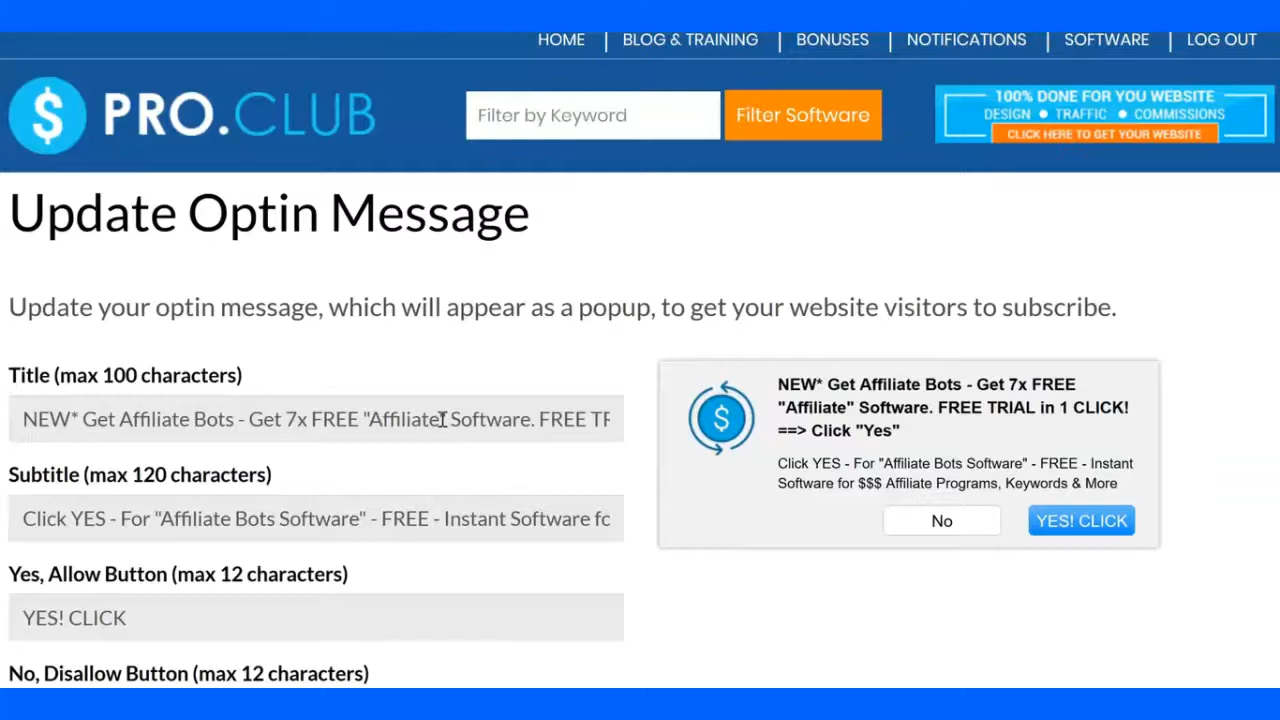 HOME | BLOG & TRAINING | BONUSES | NOTIFICATIONS | SOFTWARE | LOG OUT
$ PRO.CLUB
Filter by Keyword
Filter Software
100% DONE FOR YOU WEBSITE
DESIGN ● TRAFFIC ● COMMISSIONS
CLICK HERE TO GET YOUR WEBSITE
Update Optin Message
Update your optin message, which will appear as a popup, to get your website visitors to subscribe.
Title (max 100 characters)
NEW* Get Affiliate Bots - Get 7x FREE "Affiliate" Software. FREE TR
Subtitle (max 120 characters)
Click YES - For "Affiliate Bots Software" - FREE - Instant Software fo
Yes, Allow Button (max 12 characters)
YES! CLICK
No, Disallow Button (max 12 characters)
$
NEW* Get Affiliate Bots - Get 7x FREE
"Affiliate" Software. FREE TRIAL in 1 CLICK!
==> Click "Yes"
Click YES - For "Affiliate Bots Software" - FREE - Instant
Software for $$$ Affiliate Programs, Keywords & More
No
YES! CLICK